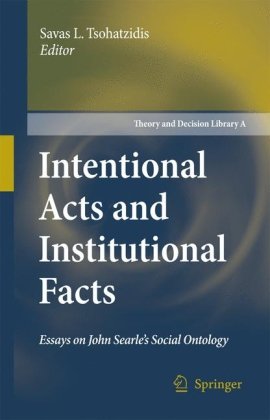 Savas L. Tsohatzidis
Editor
Theory and Decision Library A
Intentional
Acts and
Institutional
Facts
Essays on John Searle's Social Ontology
Springer